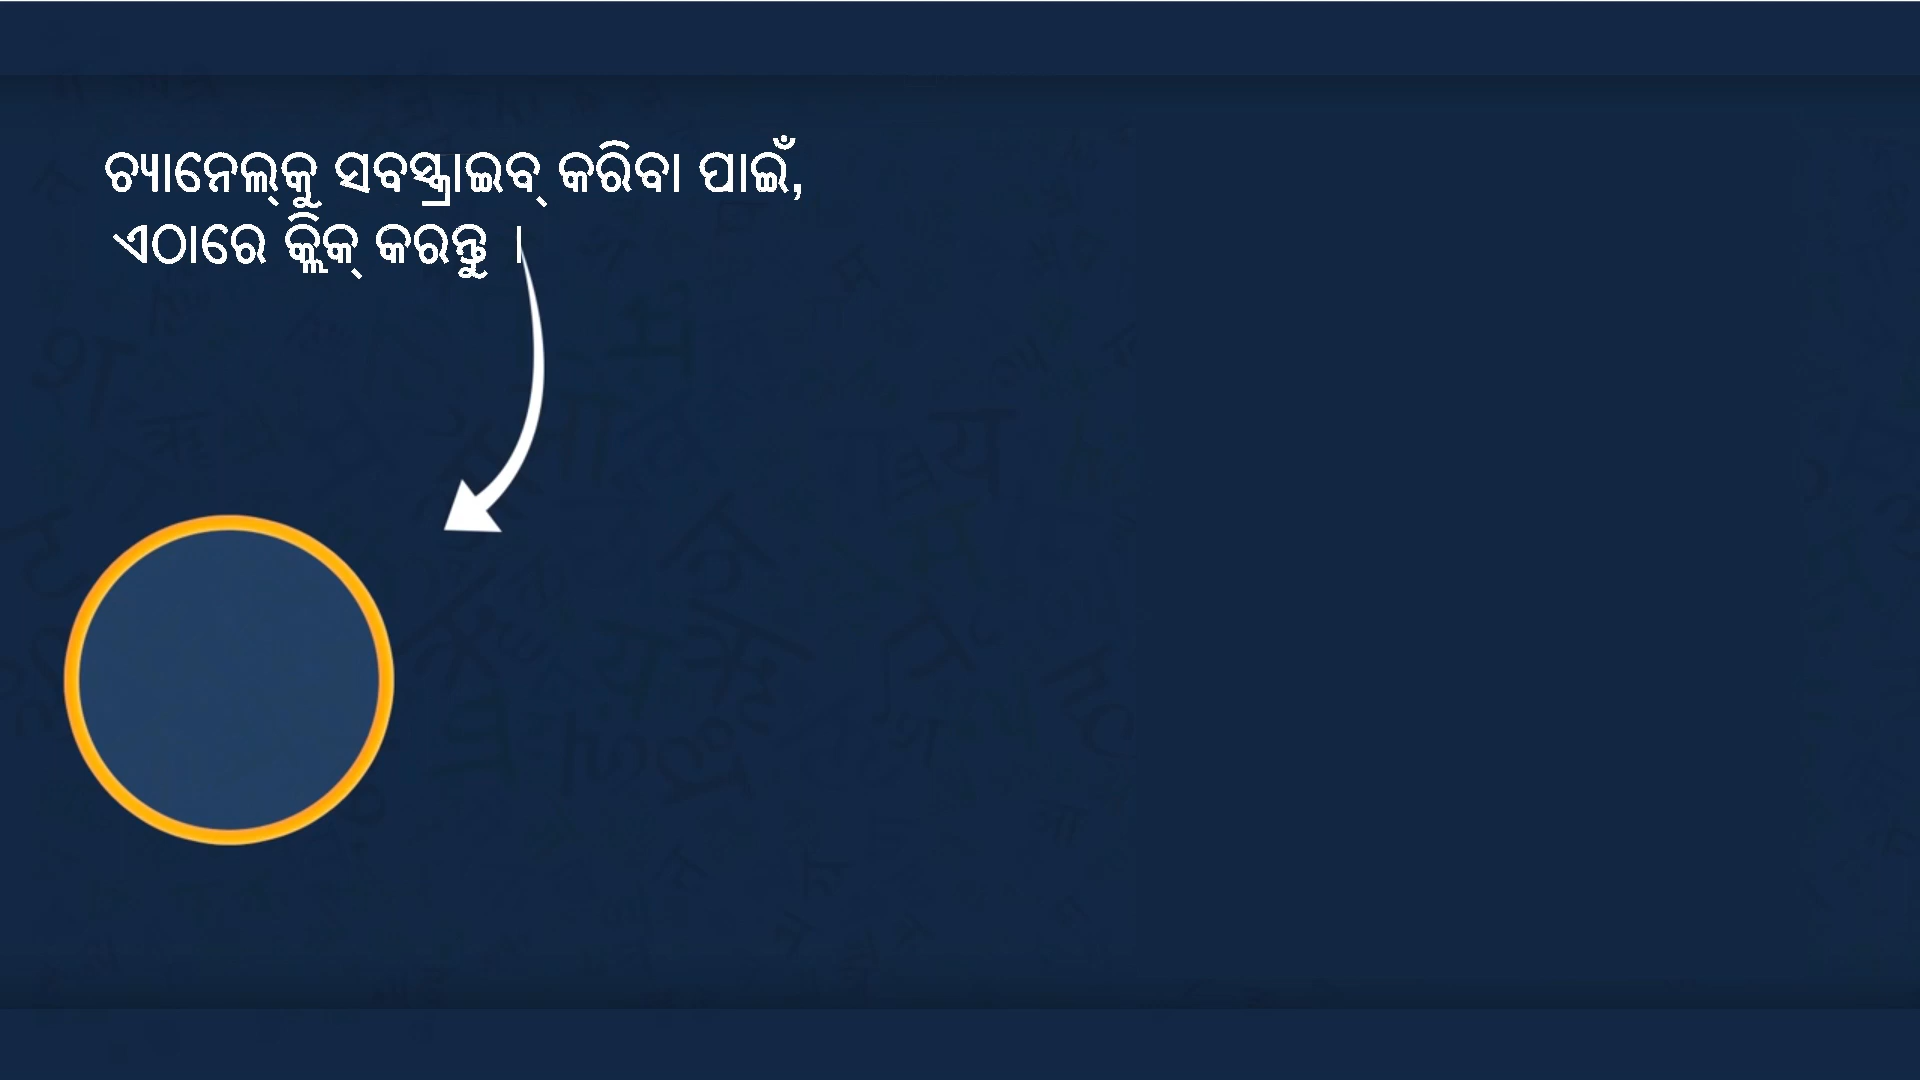 ଚ୍ୟାନେଲ୍‌କୁ ସବସ୍କ୍ରାଇବ୍ କରିବା ପାଇଁ,
ଏଠାରେ କ୍ଲିକ୍ କରନ୍ତୁ ।